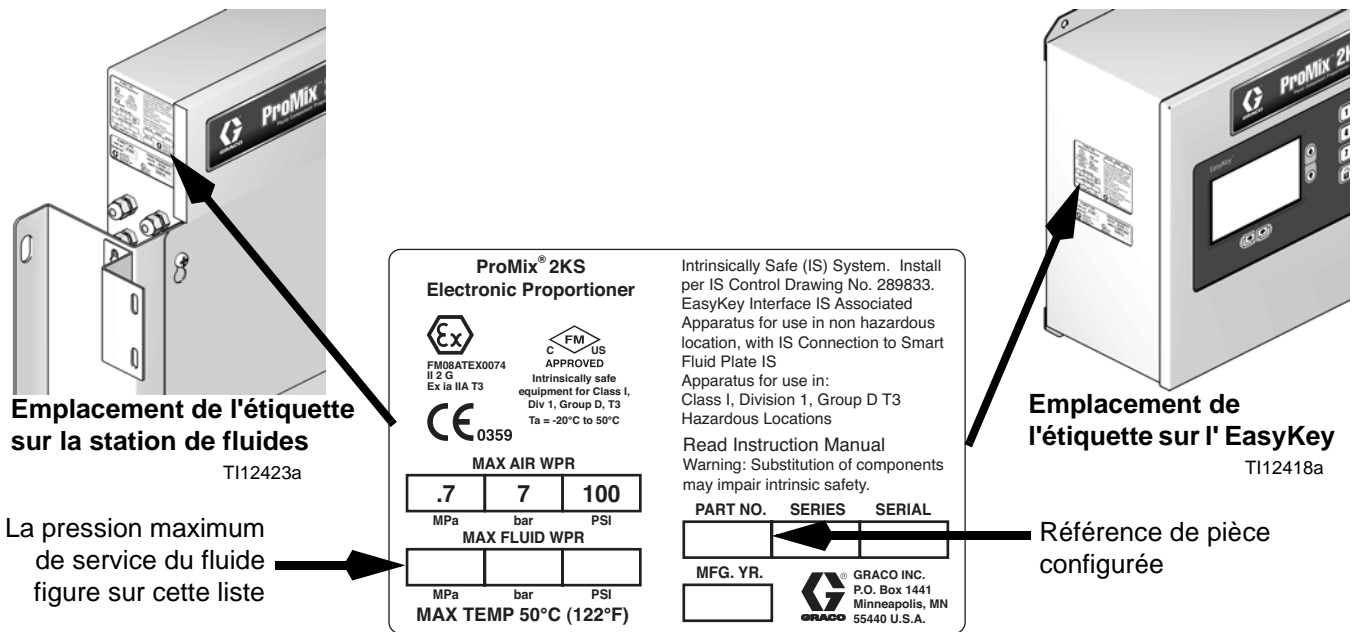 ProMix 2
GRACO
ProMix™ 2K
GRACO
EasyKey™
Emplacement de l'étiquette
sur la station de fluides
TI12423a
La pression maximum
de service du fluide
figure sur cette liste
ProMix® 2KS
Electronic Proportioner
Ex
FM08ATEX0074
II 2 G
Ex ia IIA T3
CE 0359
C FM US
APPROVED
Intrinsically safe
equipment for Class I,
Div 1, Group D, T3
Ta = -20°C to 50°C
MAX AIR WPR
.7 7 100
MPa bar PSI
MAX FLUID WPR
MPa bar PSI
MAX TEMP 50°C (122°F)
Intrinsically Safe (IS) System. Install
per IS Control Drawing No. 289833.
EasyKey Interface IS Associated
Apparatus for use in non hazardous
location, with IS Connection to Smart
Fluid Plate IS
Apparatus for use in:
Class I, Division 1, Group D T3
Hazardous Locations
Read Instruction Manual
Warning: Substitution of components
may impair intrinsic safety.
PART NO. SERIES SERIAL
MFG. YR.
GRACO
®
GRACO INC.
P.O. Box 1441
Minneapolis, MN
55440 U.S.A.
Emplacement de
l'étiquette sur l' EasyKey
TI12418a
Référence de pièce
configurée